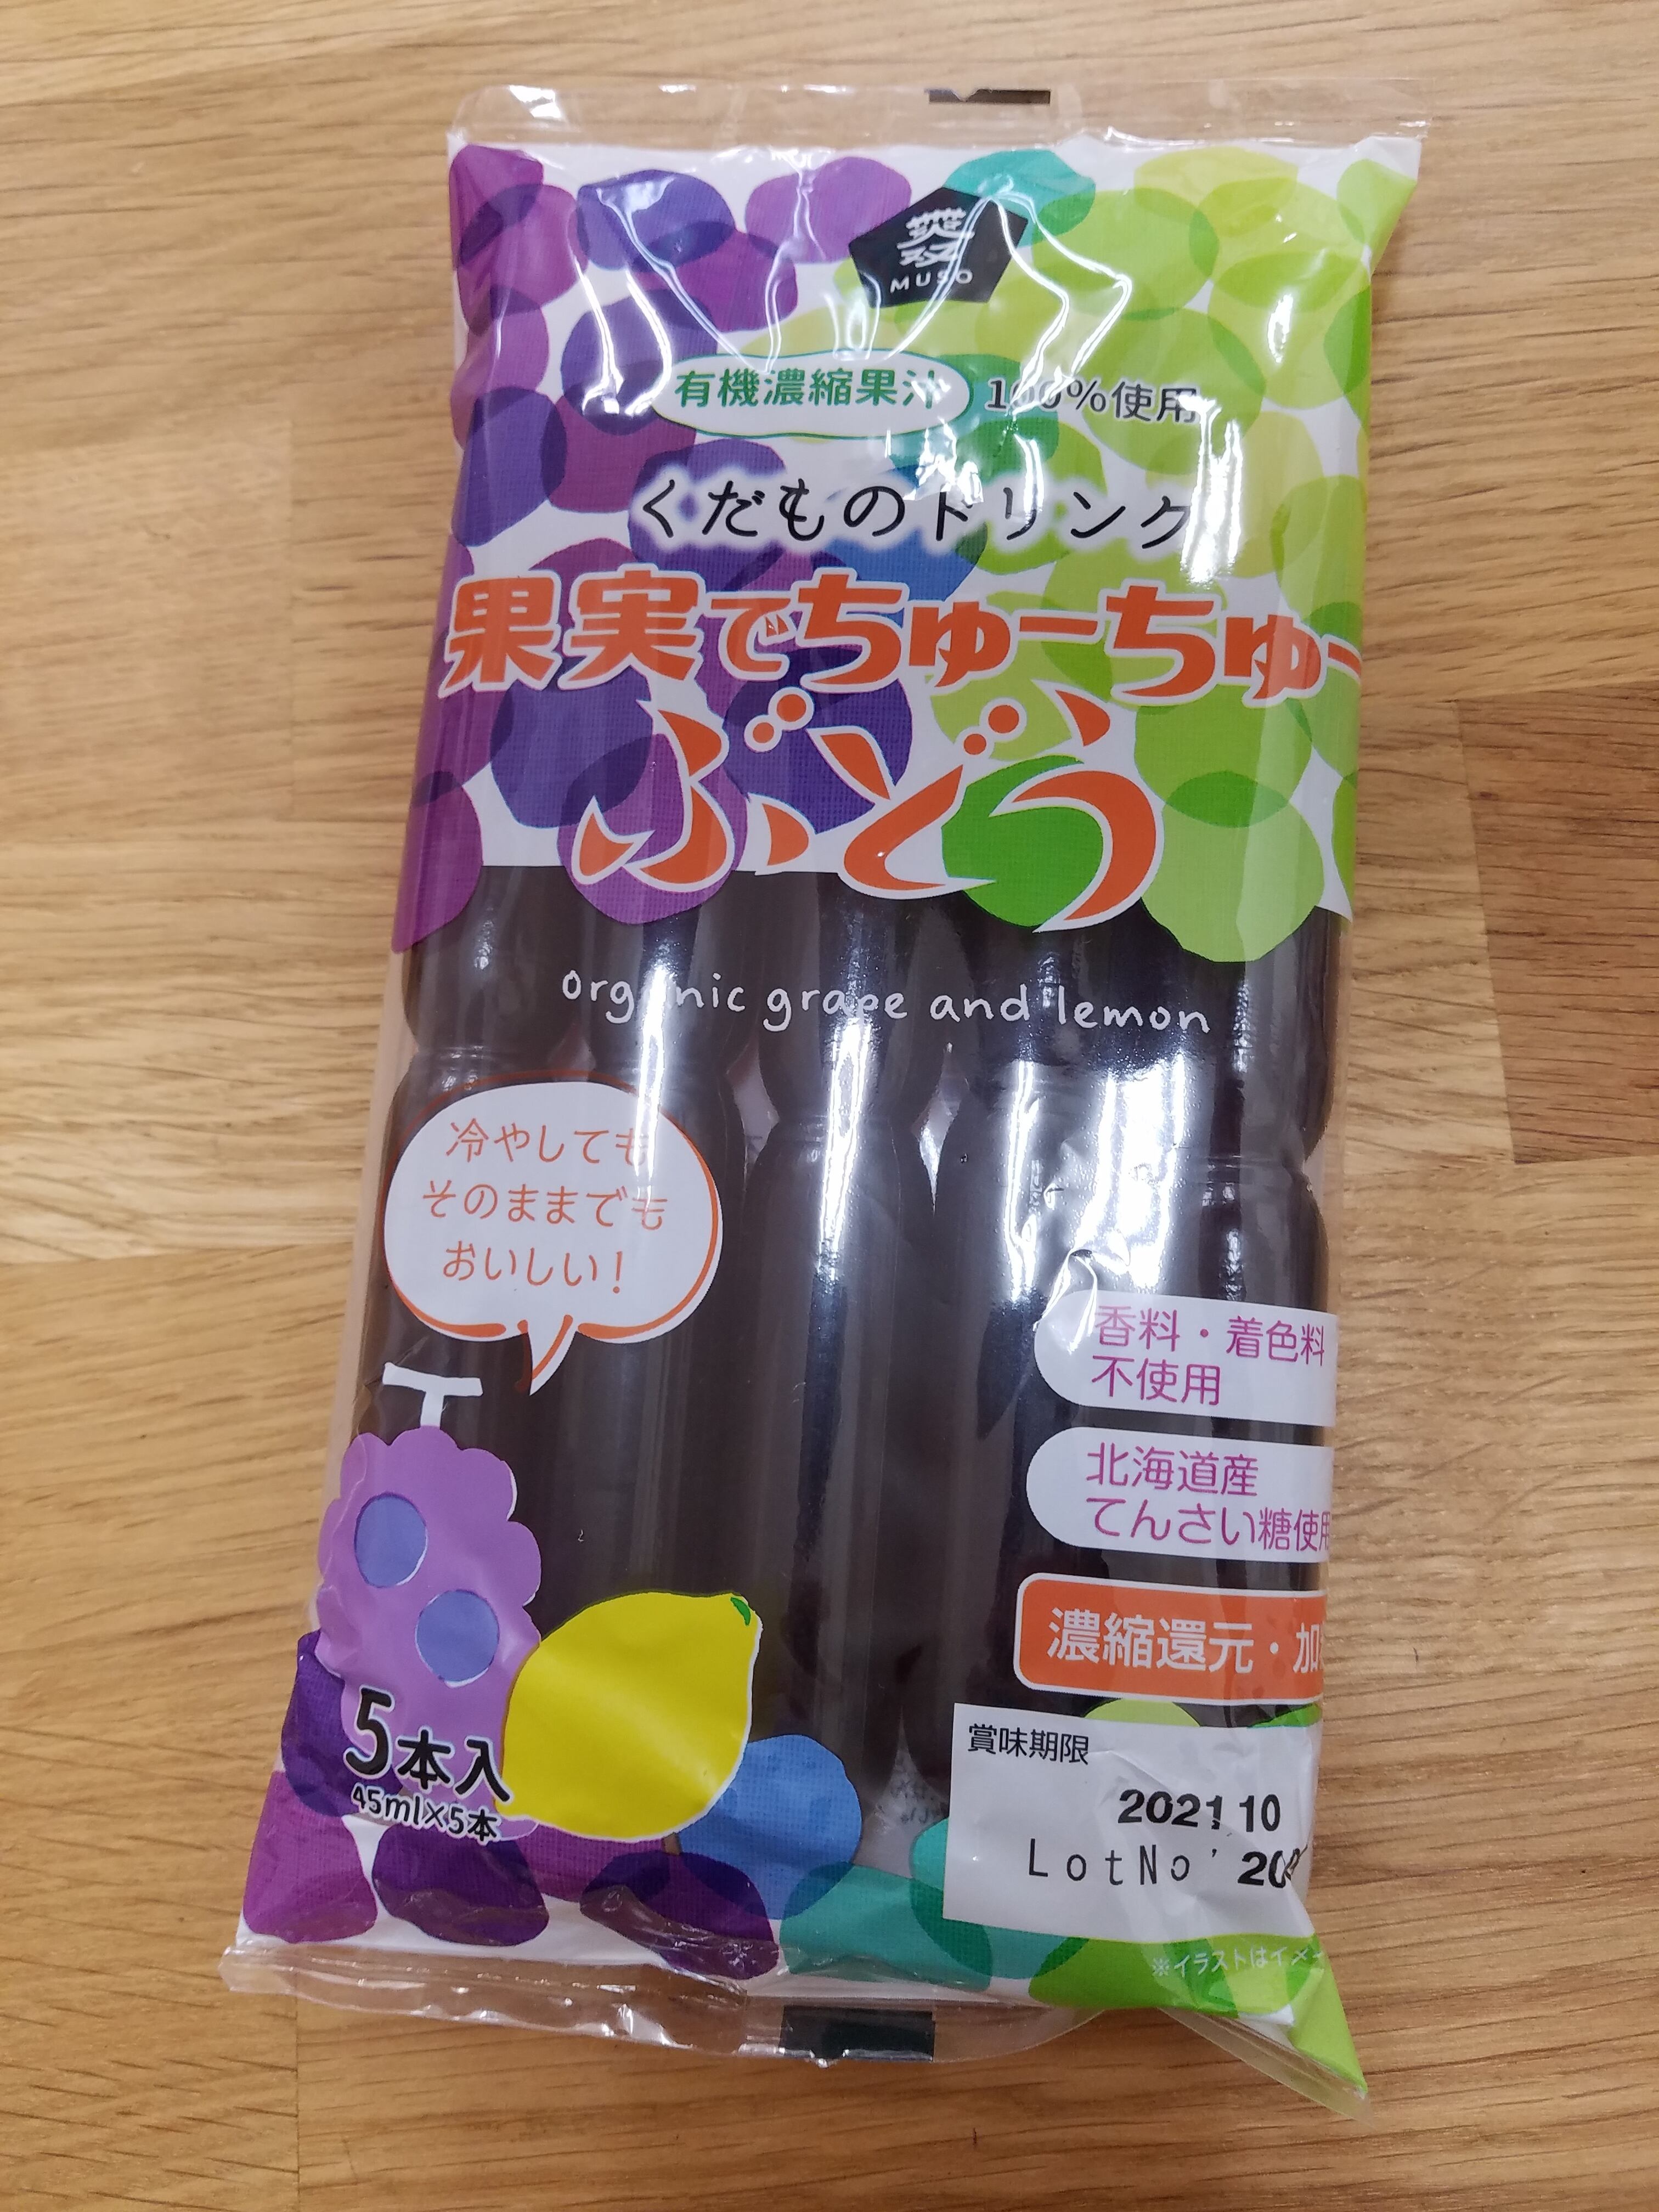 無双
MUSO
有機濃縮果汁 100%使用
くだものドリンク
果実でちゅーちゅー
ぶどう
organic grape and lemon
冷やしても
そのままでも
おいしい!
香料・着色料
不使用
北海道産
てんさい糖使用
濃縮還元・加
5本入
45ml×5本
賞味期限
2021 10
LotNo' 20
※イラストはイメー